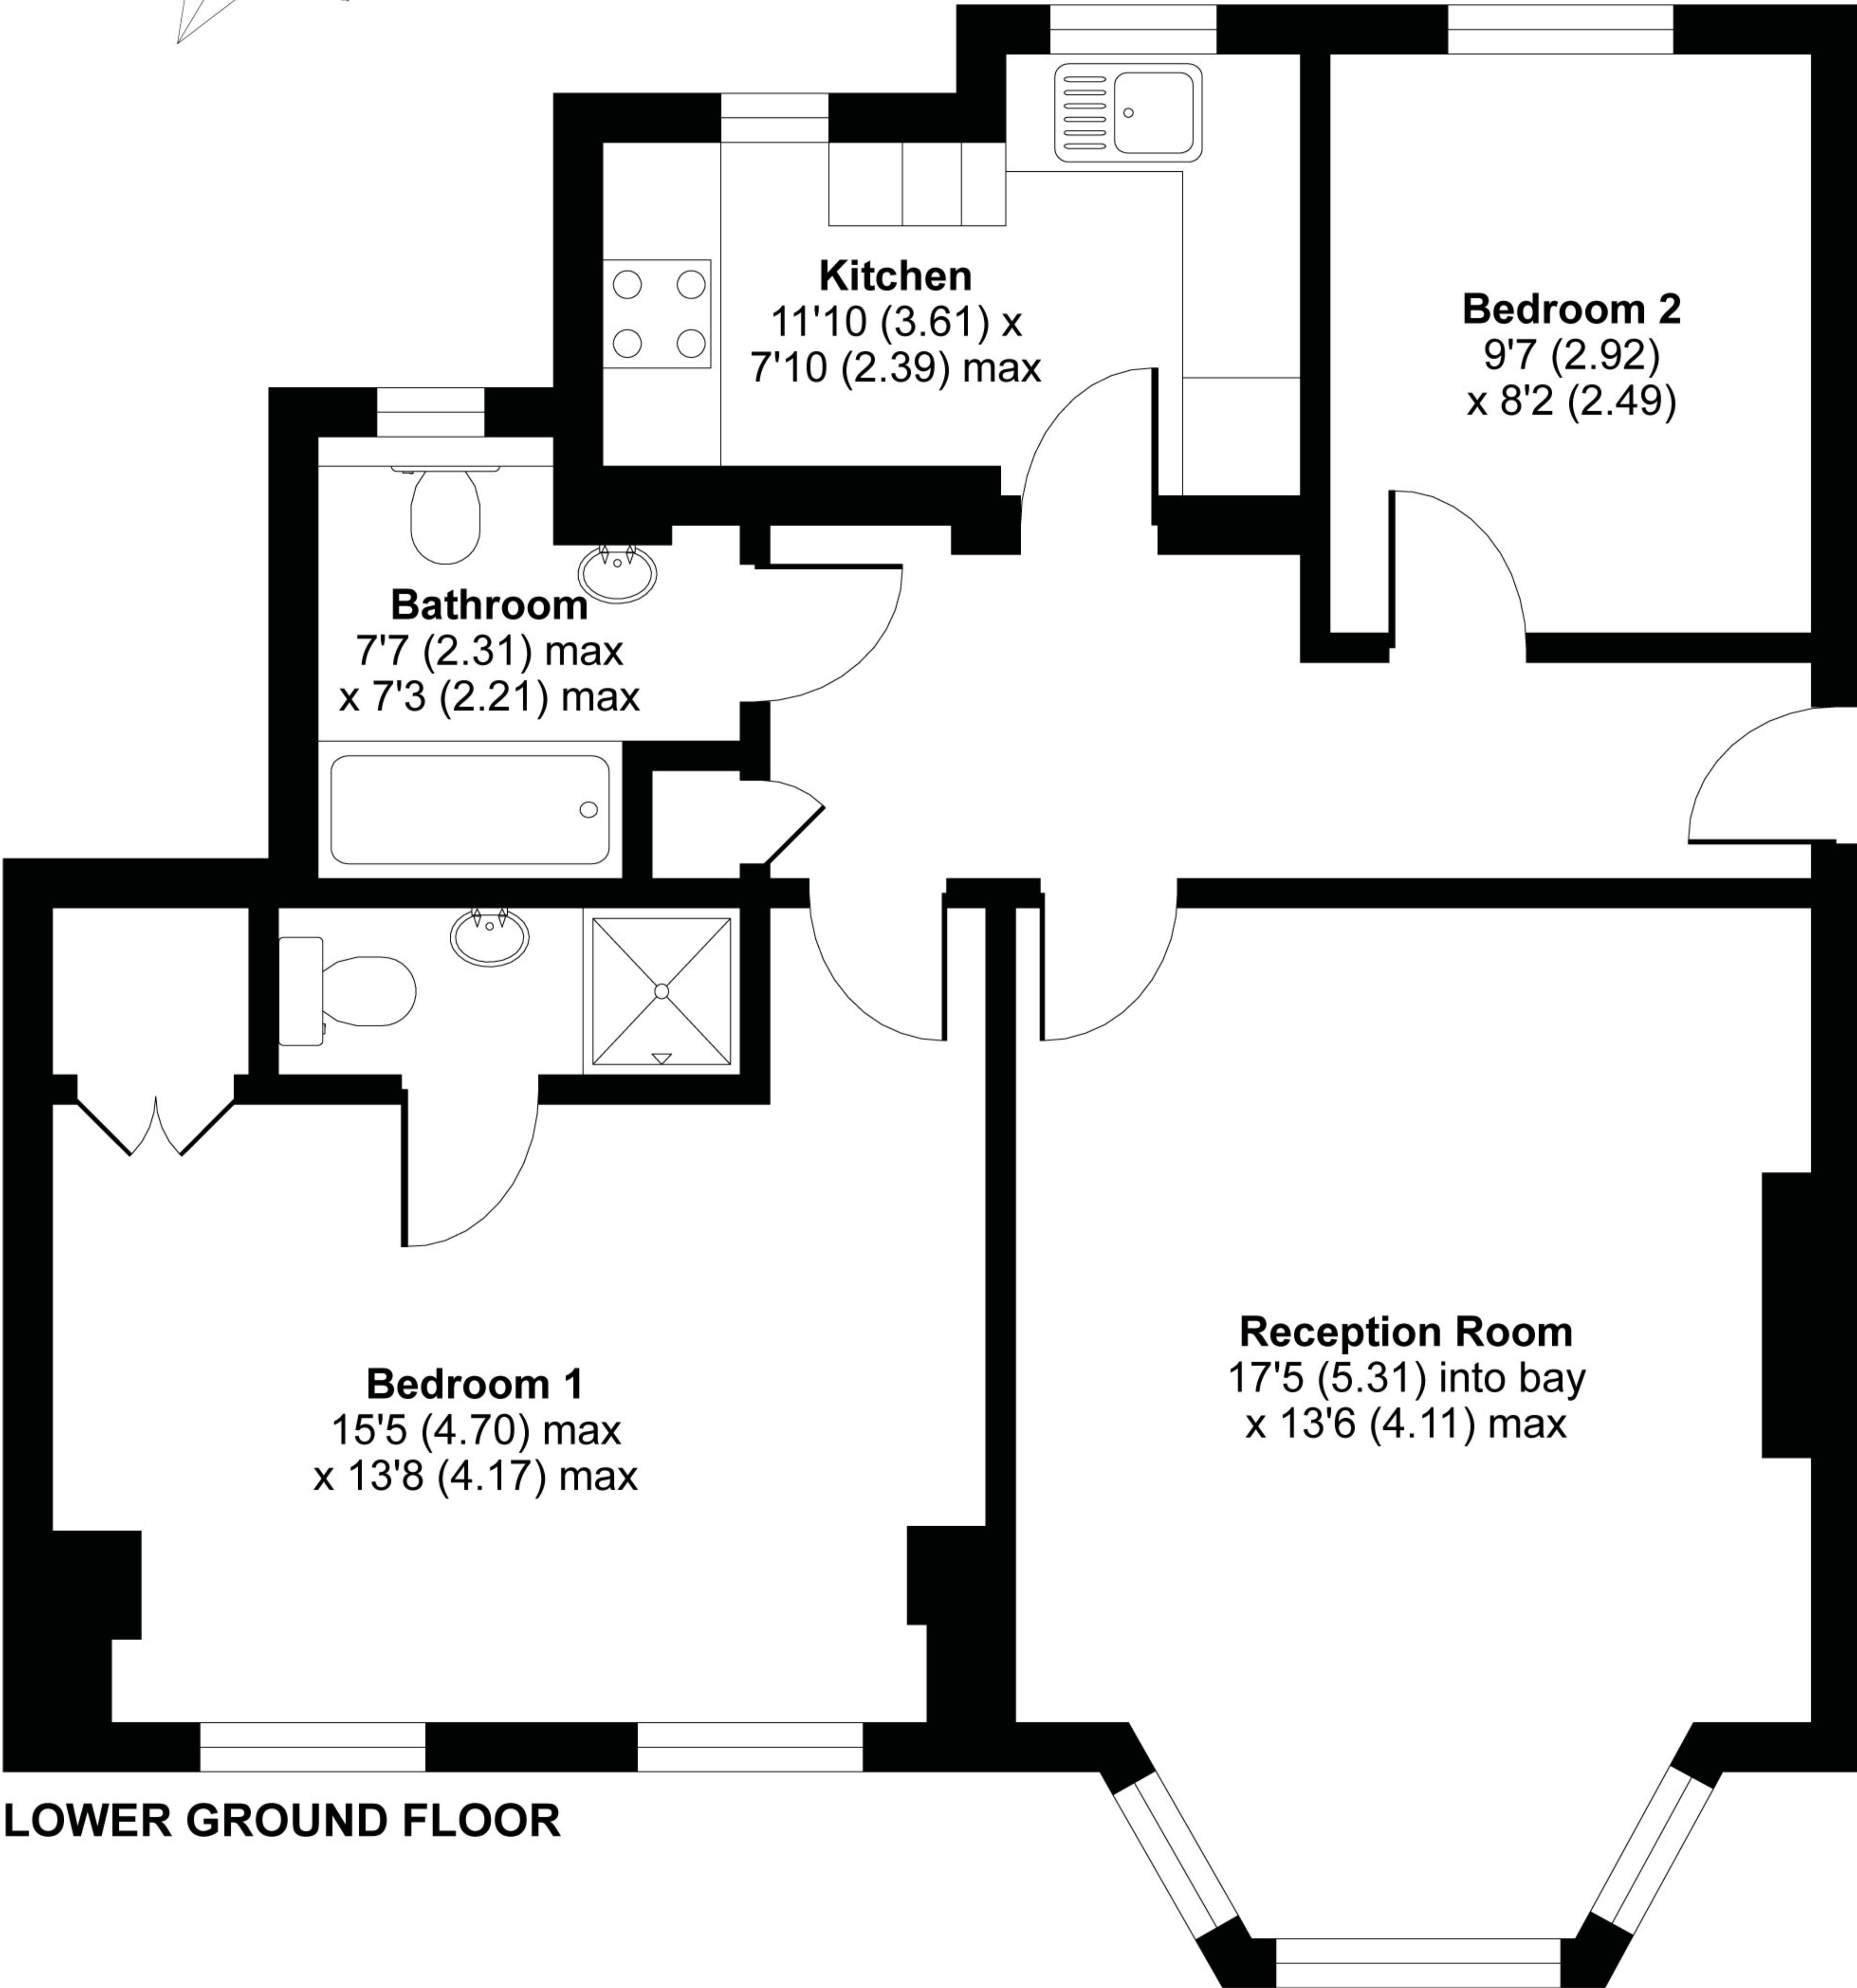 Kitchen
11'10 (3.61) x
7'10 (2.39) max
Bedroom 2
9'7 (2.92)
x 8'2 (2.49)
Bathroom
7'7 (2.31) max
x 7'3 (2.21) max
Reception Room
17'5 (5.31) into bay
x 13'6 (4.11) max
Bedroom 1
15'5 (4.70) max
x 13'8 (4.17) max
LOWER GROUND FLOOR